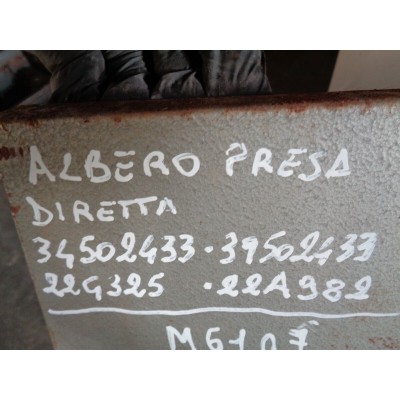 ALBERO PRESA
DIRETTA
34502433 · 39502433
22G325 · 22A982
M6107